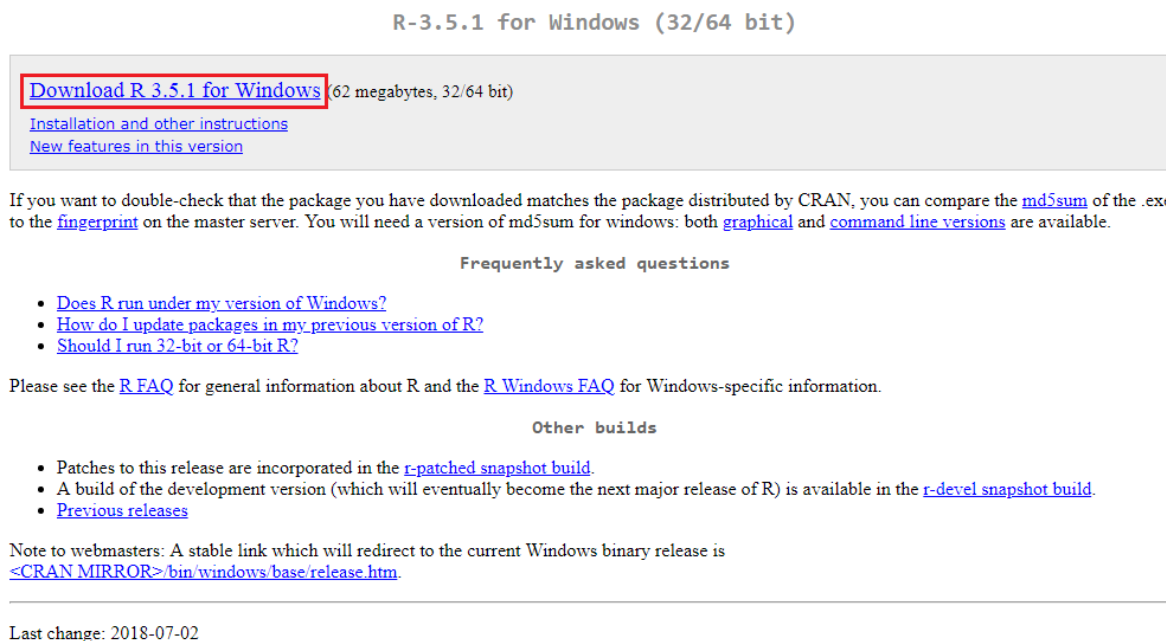 R-3.5.1 for Windows (32/64 bit)
Download R 3.5.1 for Windows (62 megabytes, 32/64 bit)
Installation and other instructions
New features in this version
If you want to double-check that the package you have downloaded matches the package distributed by CRAN, you can compare the md5sum of the .exe
to the fingerprint on the master server. You will need a version of md5sum for windows: both graphical and command line versions are available.
Frequently asked questions
• Does R run under my version of Windows?
• How do I update packages in my previous version of R?
• Should I run 32-bit or 64-bit R?
Please see the R FAQ for general information about R and the R Windows FAQ for Windows-specific information.
Other builds
• Patches to this release are incorporated in the r-patched snapshot build.
• A build of the development version (which will eventually become the next major release of R) is available in the r-devel snapshot build.
• Previous releases
Note to webmasters: A stable link which will redirect to the current Windows binary release is
<CRAN MIRROR>/bin/windows/base/release.htm.
Last change: 2018-07-02